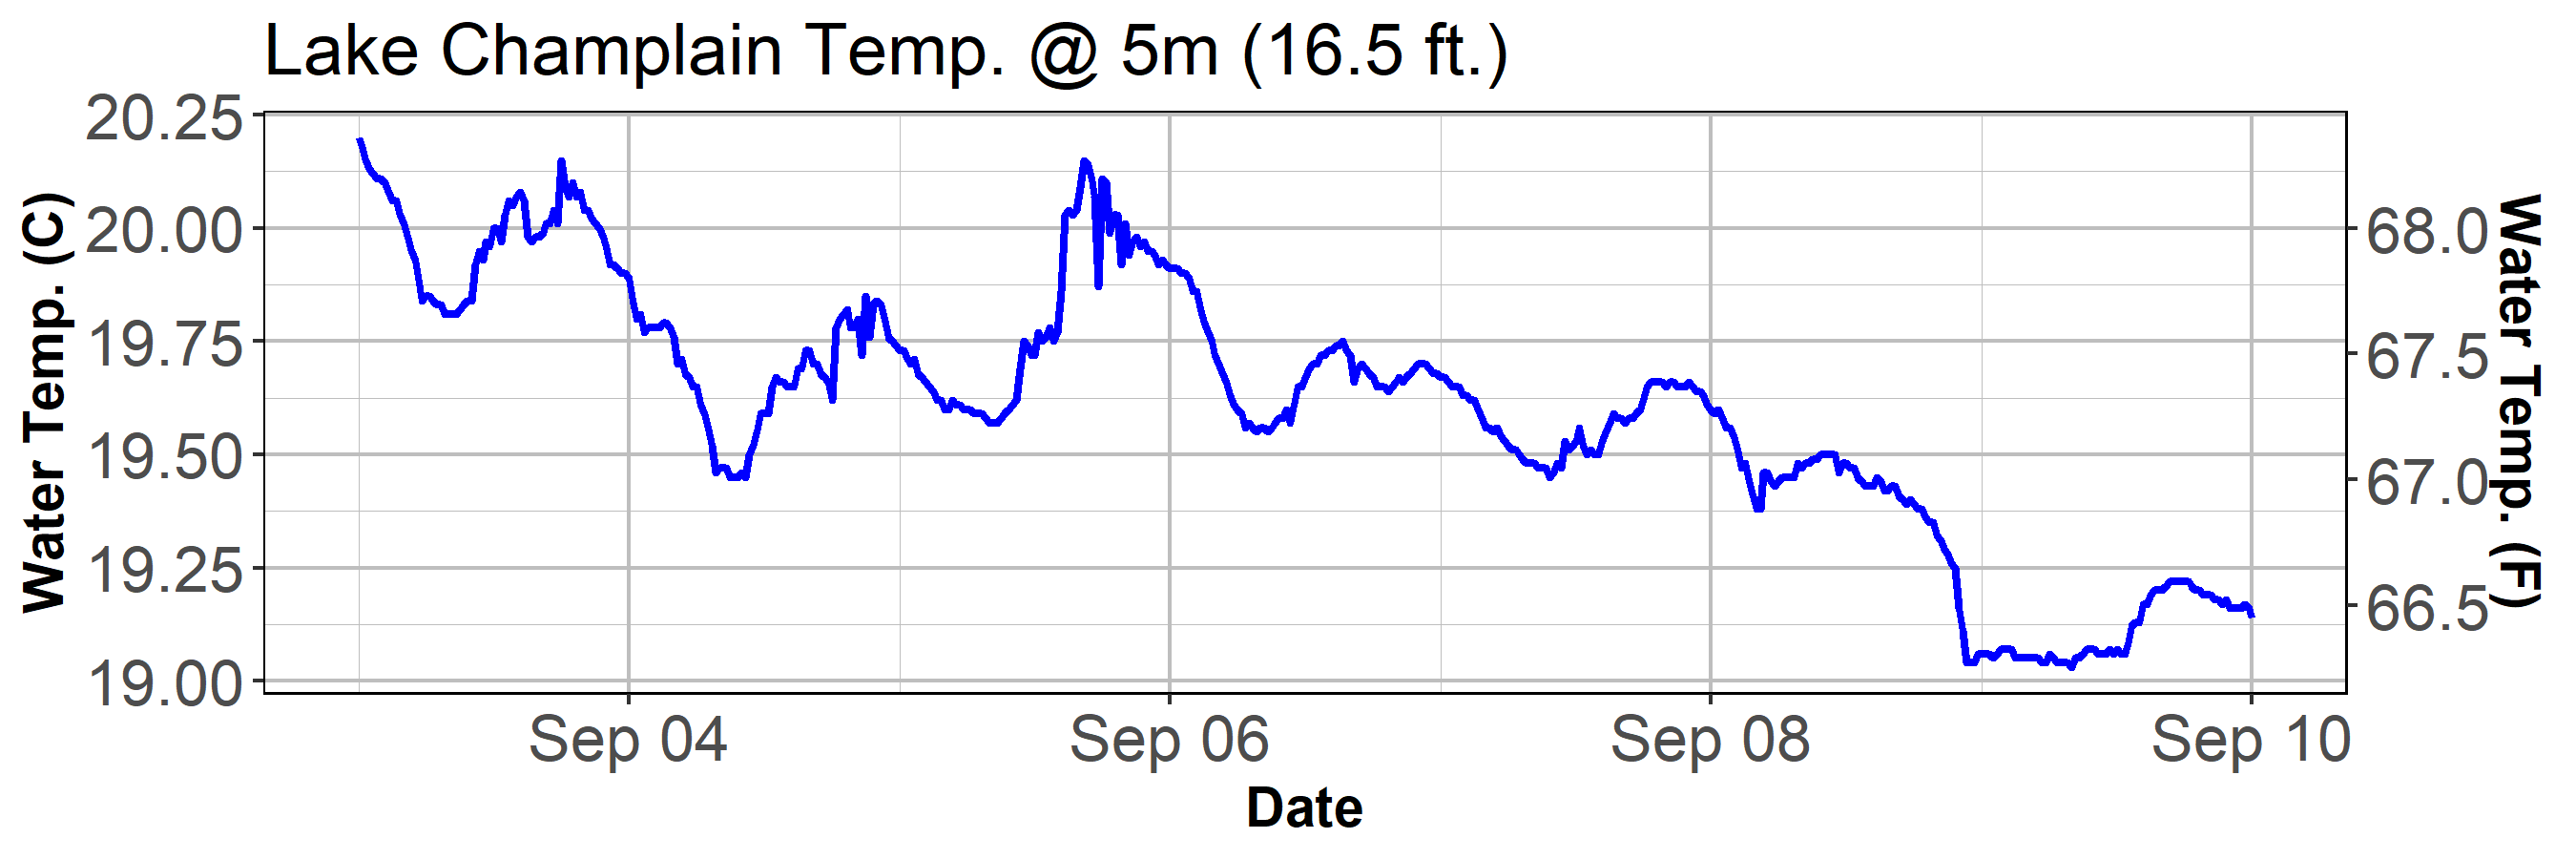 Lake Champlain Temp. @ 5m (16.5 ft.)
Water Temp. (C)
20.25
20.00
19.75
19.50
19.25
19.00
68.0
67.5
67.0
66.5
Water Temp. (F)
Sep 04 Sep 06 Sep 08 Sep 10
Date